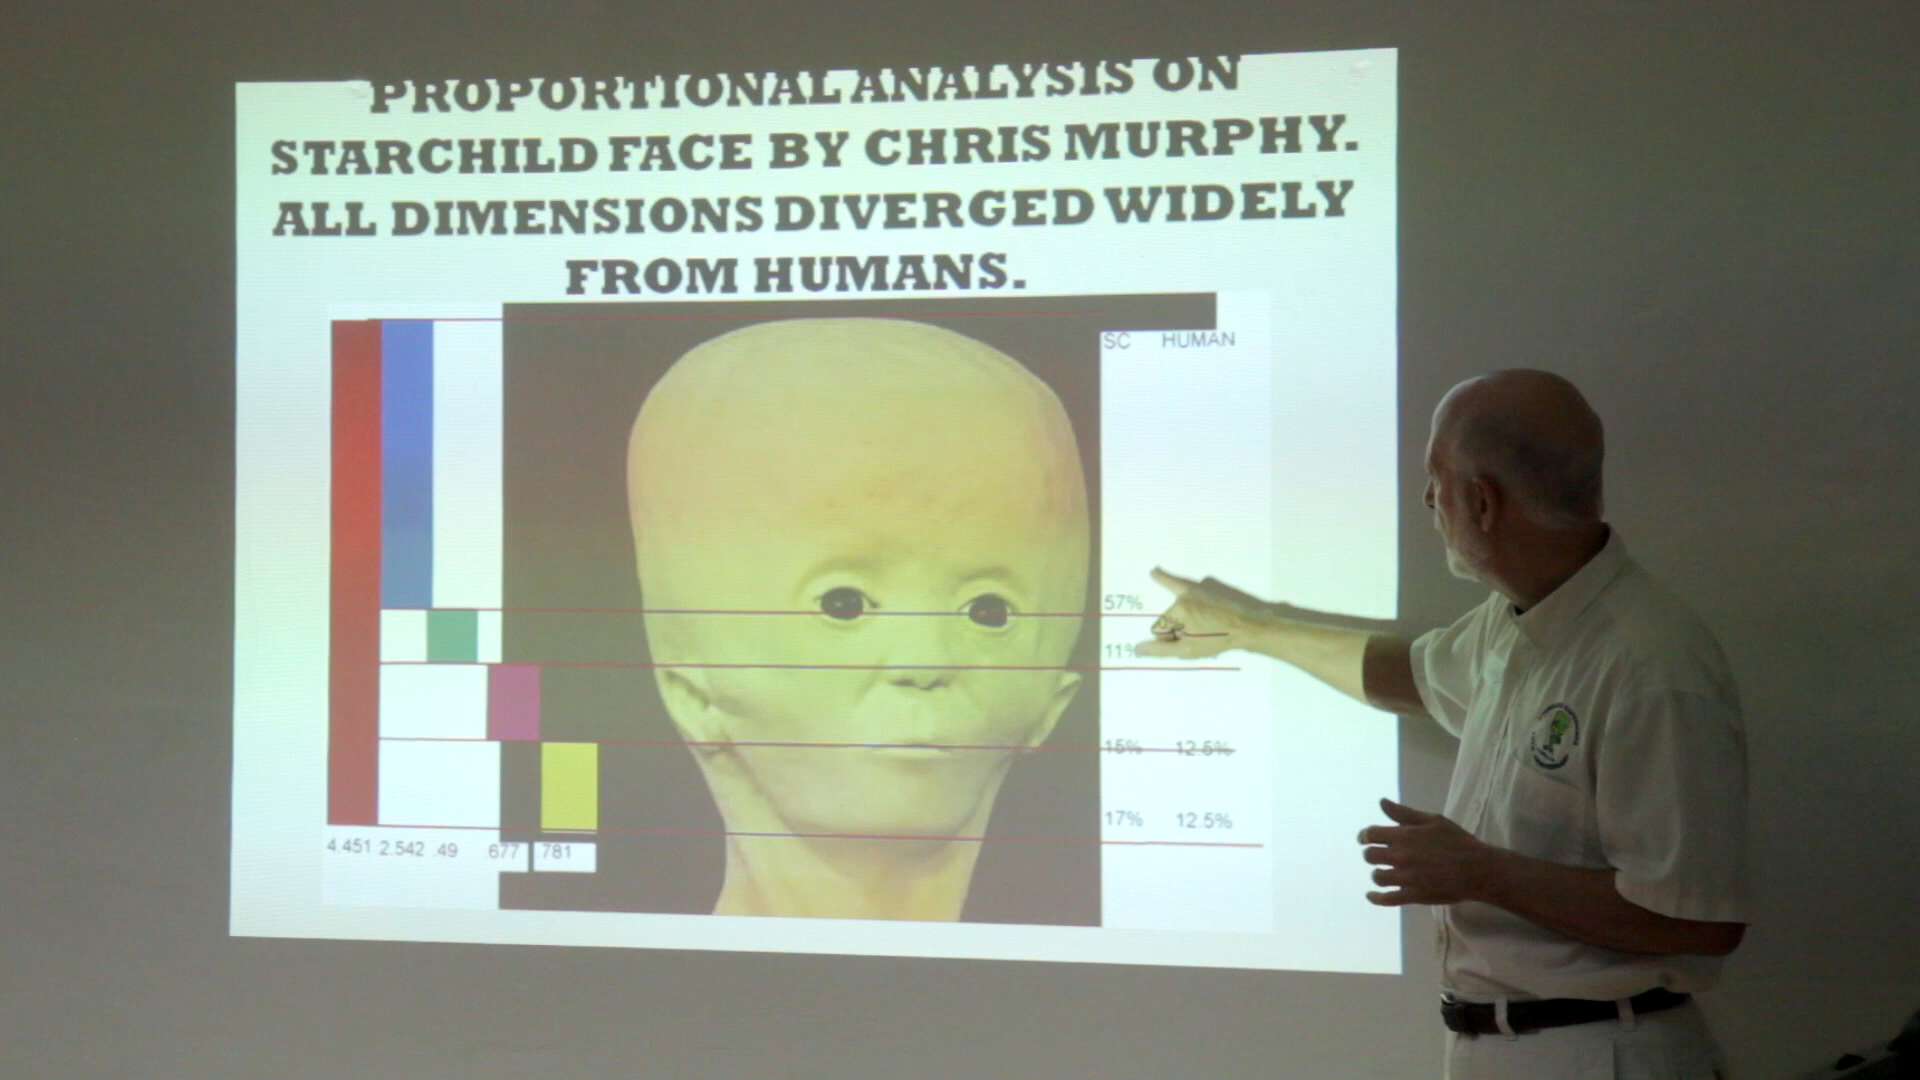 PROPORTIONAL ANALYSIS ON
STARCHILD FACE BY CHRIS MURPHY.
ALL DIMENSIONS DIVERGED WIDELY
FROM HUMANS.
SC HUMAN
57%
11%
15% 12.5%
17% 12.5%
4.451 2.542 .49 .677 .781